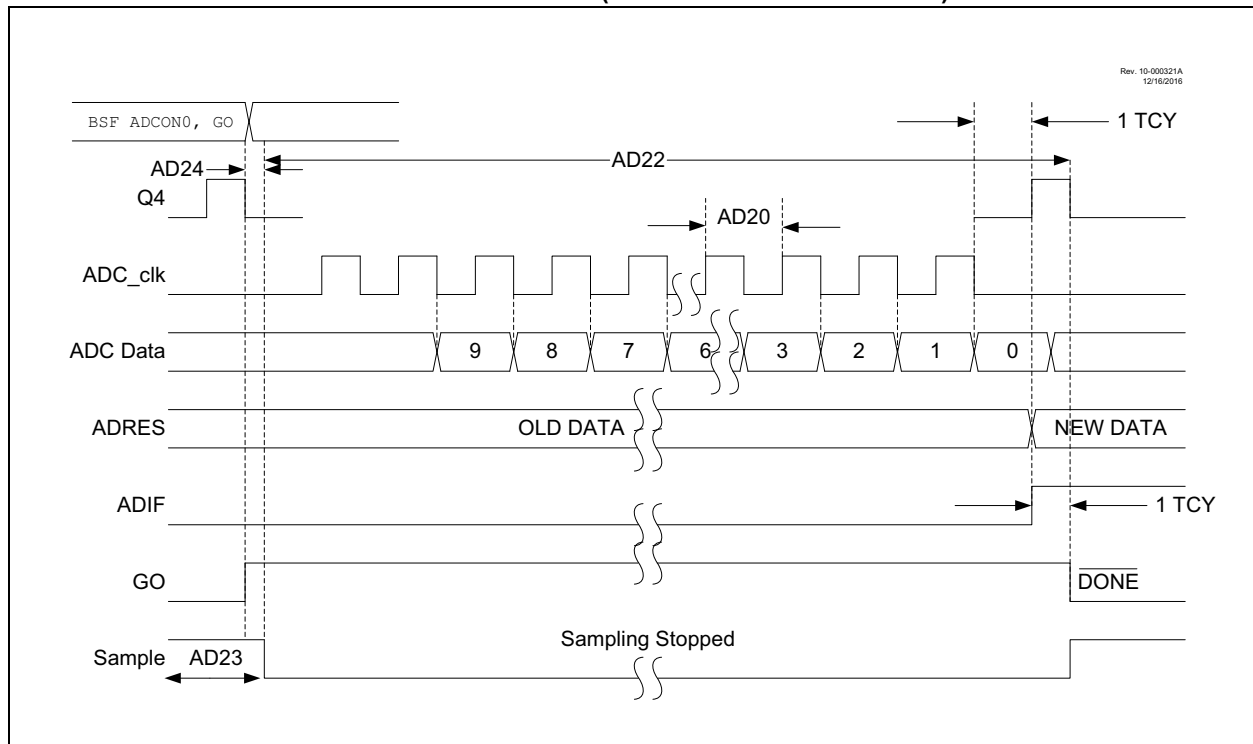 Rev. 10-000321A
12/16/2016
BSF ADCON0, GO
1 TCY
AD24
AD22
Q4
AD20
ADC_clk
ADC Data
9 8 7 6 3 2 1 0
ADRES
OLD DATA
NEW DATA
ADIF
1 TCY
GO
DONE
Sampling Stopped
Sample
AD23